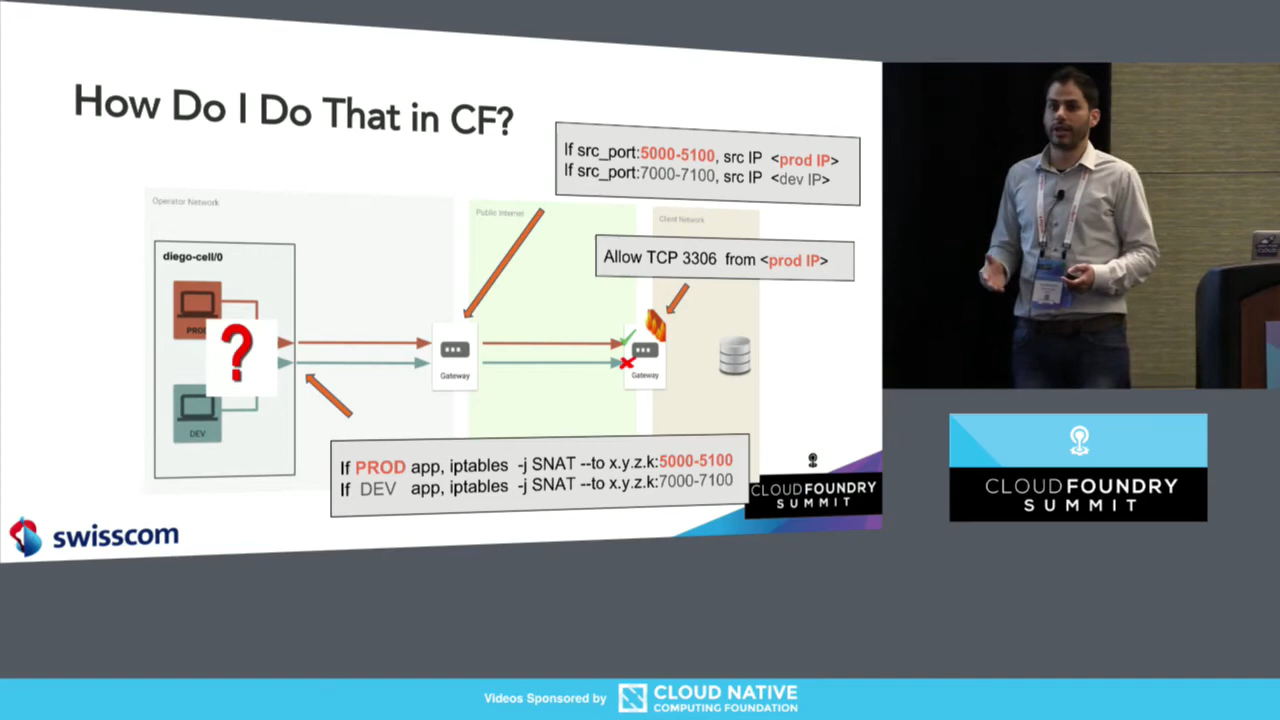 How Do I Do That in CF?
If src_port:5000-5100, src IP <prod IP>
If src_port:7000-7100, src IP <dev IP>
Operator Network
Public Internet
Client Network
Allow TCP 3306 from <prod IP>
diego-cell/0
PROD
?
Gateway
Gateway
DEV
If PROD app, iptables -j SNAT --to x.y.z.k:5000-5100
If DEV app, iptables -j SNAT --to x.y.z.k:7000-7100
swisscom
CLOUDFOUNDRY
SUMMIT
CLOUDFOUNDRY
SUMMIT
Videos Sponsored by
CLOUD NATIVE
COMPUTING FOUNDATION